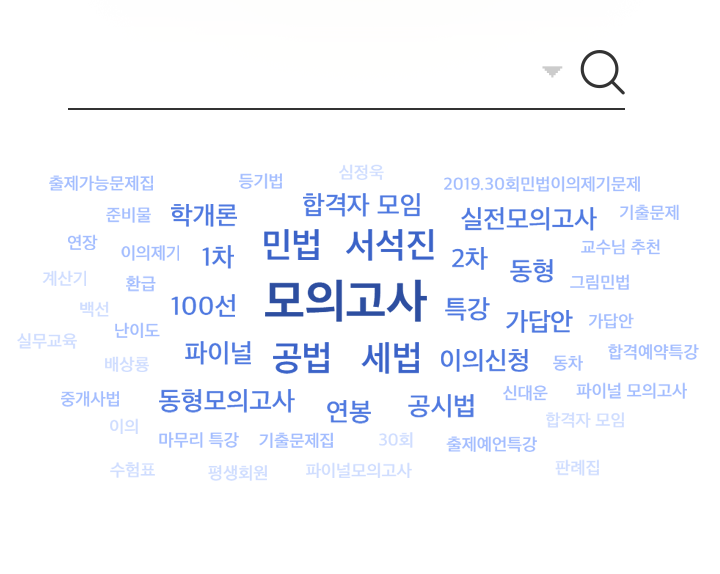 심정욱
출제가능문제집 등기법 2019.30회민법이의제기문제
준비물 학개론 합격자 모임 실전모의고사 기출문제
연장 이의제기 1차 민법 서석진 2차 교수님 추천
계산기 환급 동형 그림민법
백선 100선 모의고사 특강 가답안 가답안
실무교육 난이도
배상룡 파이널 공법 세법 이의신청 동차 합격예약특강
중개사법 동형모의고사 연봉 공시법 신대운 파이널 모의고사
이의 합격자 모임
마무리 특강 기출문제집 30회 출제예언특강
수험표 평생회원 파이널모의고사 판례집